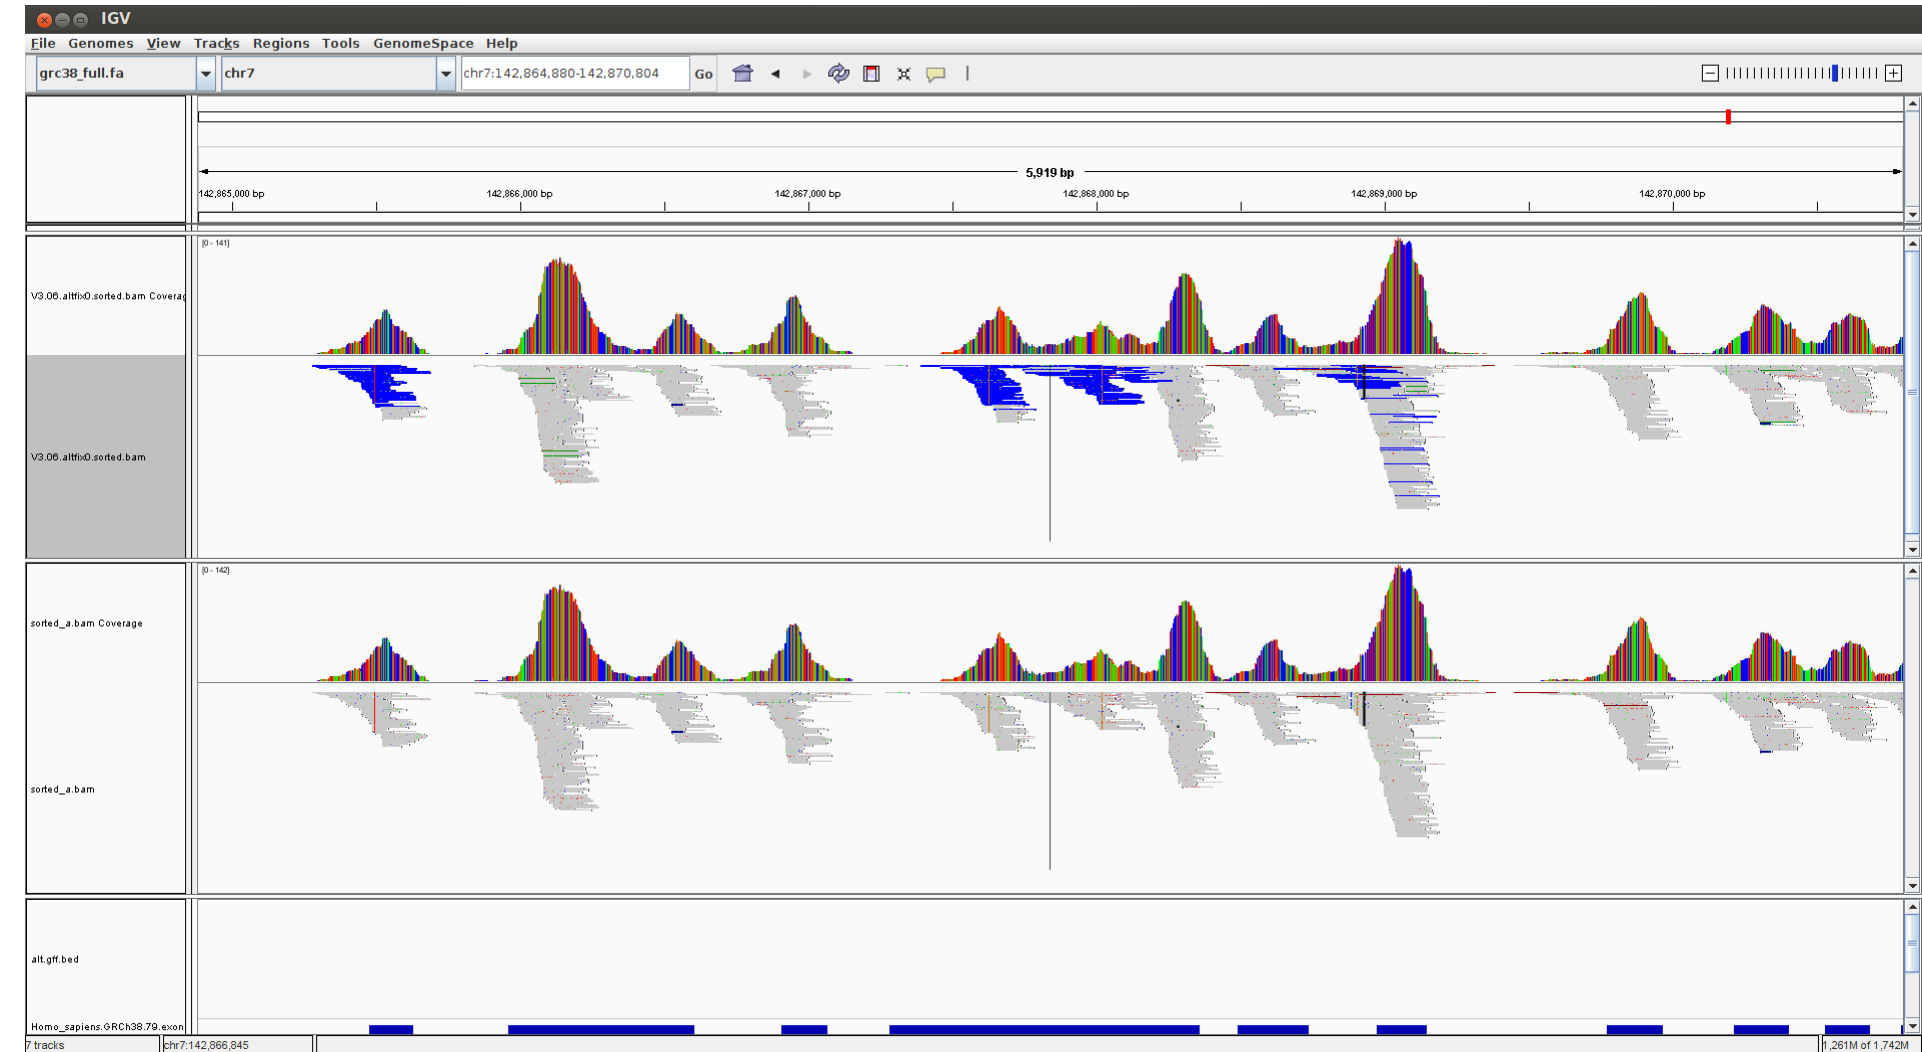 IGV
File Genomes View Tracks Regions Tools GenomeSpace Help
grc38_full.fa chr7 chr7:142,864,880-142,870,804 Go
5,919 bp
142,865,000 bp 142,866,000 bp 142,867,000 bp 142,868,000 bp 142,869,000 bp 142,870,000 bp
[0 - 141]
V3.06.altfix0.sorted.bam Coverag
V3.06.altfix0.sorted.bam
[0 - 142]
sorted_a.bam Coverage
sorted_a.bam
alt.gff.bed
Homo_sapiens.GRCh38.79.exon
7 tracks chr7:142,866,845 1,261M of 1,742M